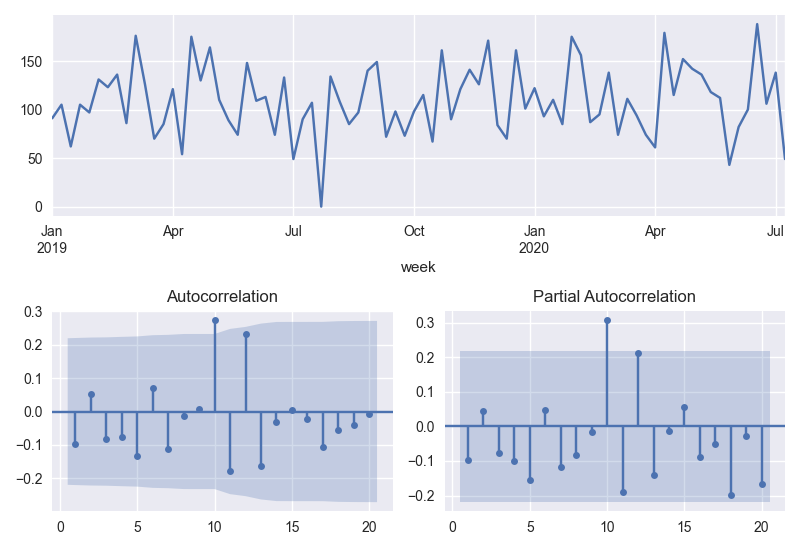 150
100
50
0
Jan Apr Jul Oct Jan Apr Jul
2019 2020
week
Autocorrelation Partial Autocorrelation
0.3 0.3
0.2 0.2
0.1 0.1
0.0 0.0
−0.1 −0.1
−0.2 −0.2
0 5 10 15 20 0 5 10 15 20